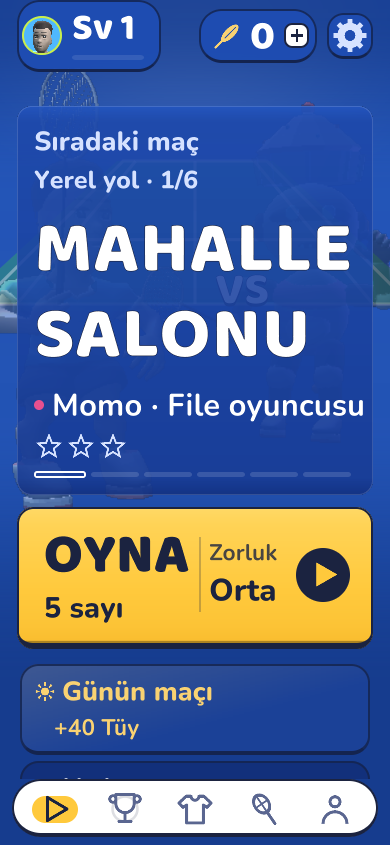 Sv 1
0
Sıradaki maç
Yerel yol · 1/6
MAHALLE
VS
SALONU
Momo · File oyuncusu
OYNA
5 sayı
Zorluk
Orta
Günün maçı
+40 Tüy